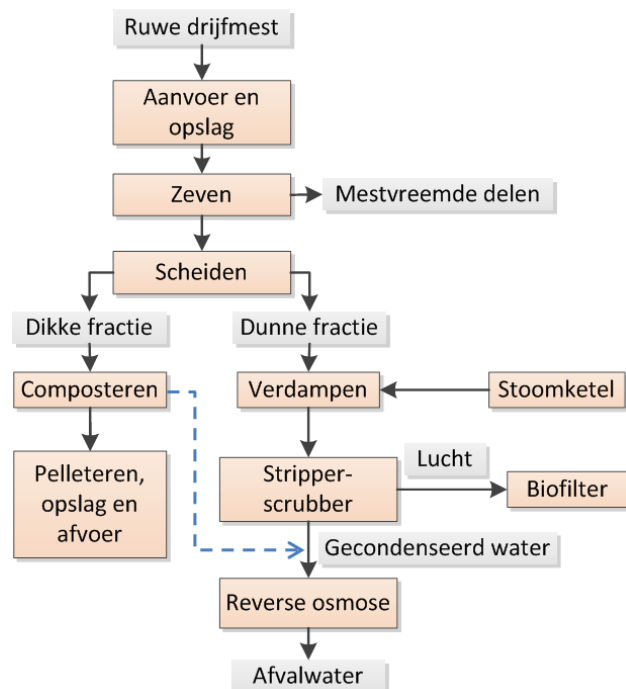 Ruwe drijfmest
Aanvoer en
opslag
Zeven
Mestvreemde delen
Scheiden
Dikke fractie
Dunne fractie
Composteren
Verdampen
Stoomketel
Pelleteren,
opslag en
afvoer
Stripper-
scrubber
Lucht
Biofilter
Gecondenseerd water
Reverse osmose
Afvalwater